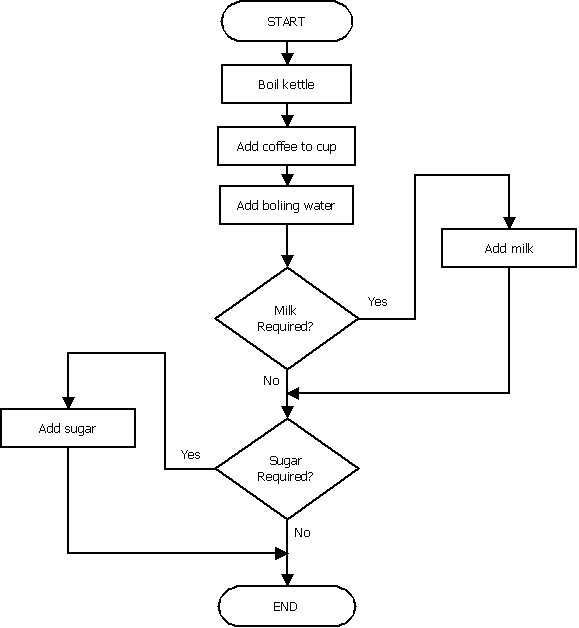 START
Boil kettle
Add coffee to cup
Add boliing water
Add milk
Milk
Required?
Yes
No
Add sugar
Yes
Sugar
Required?
No
END